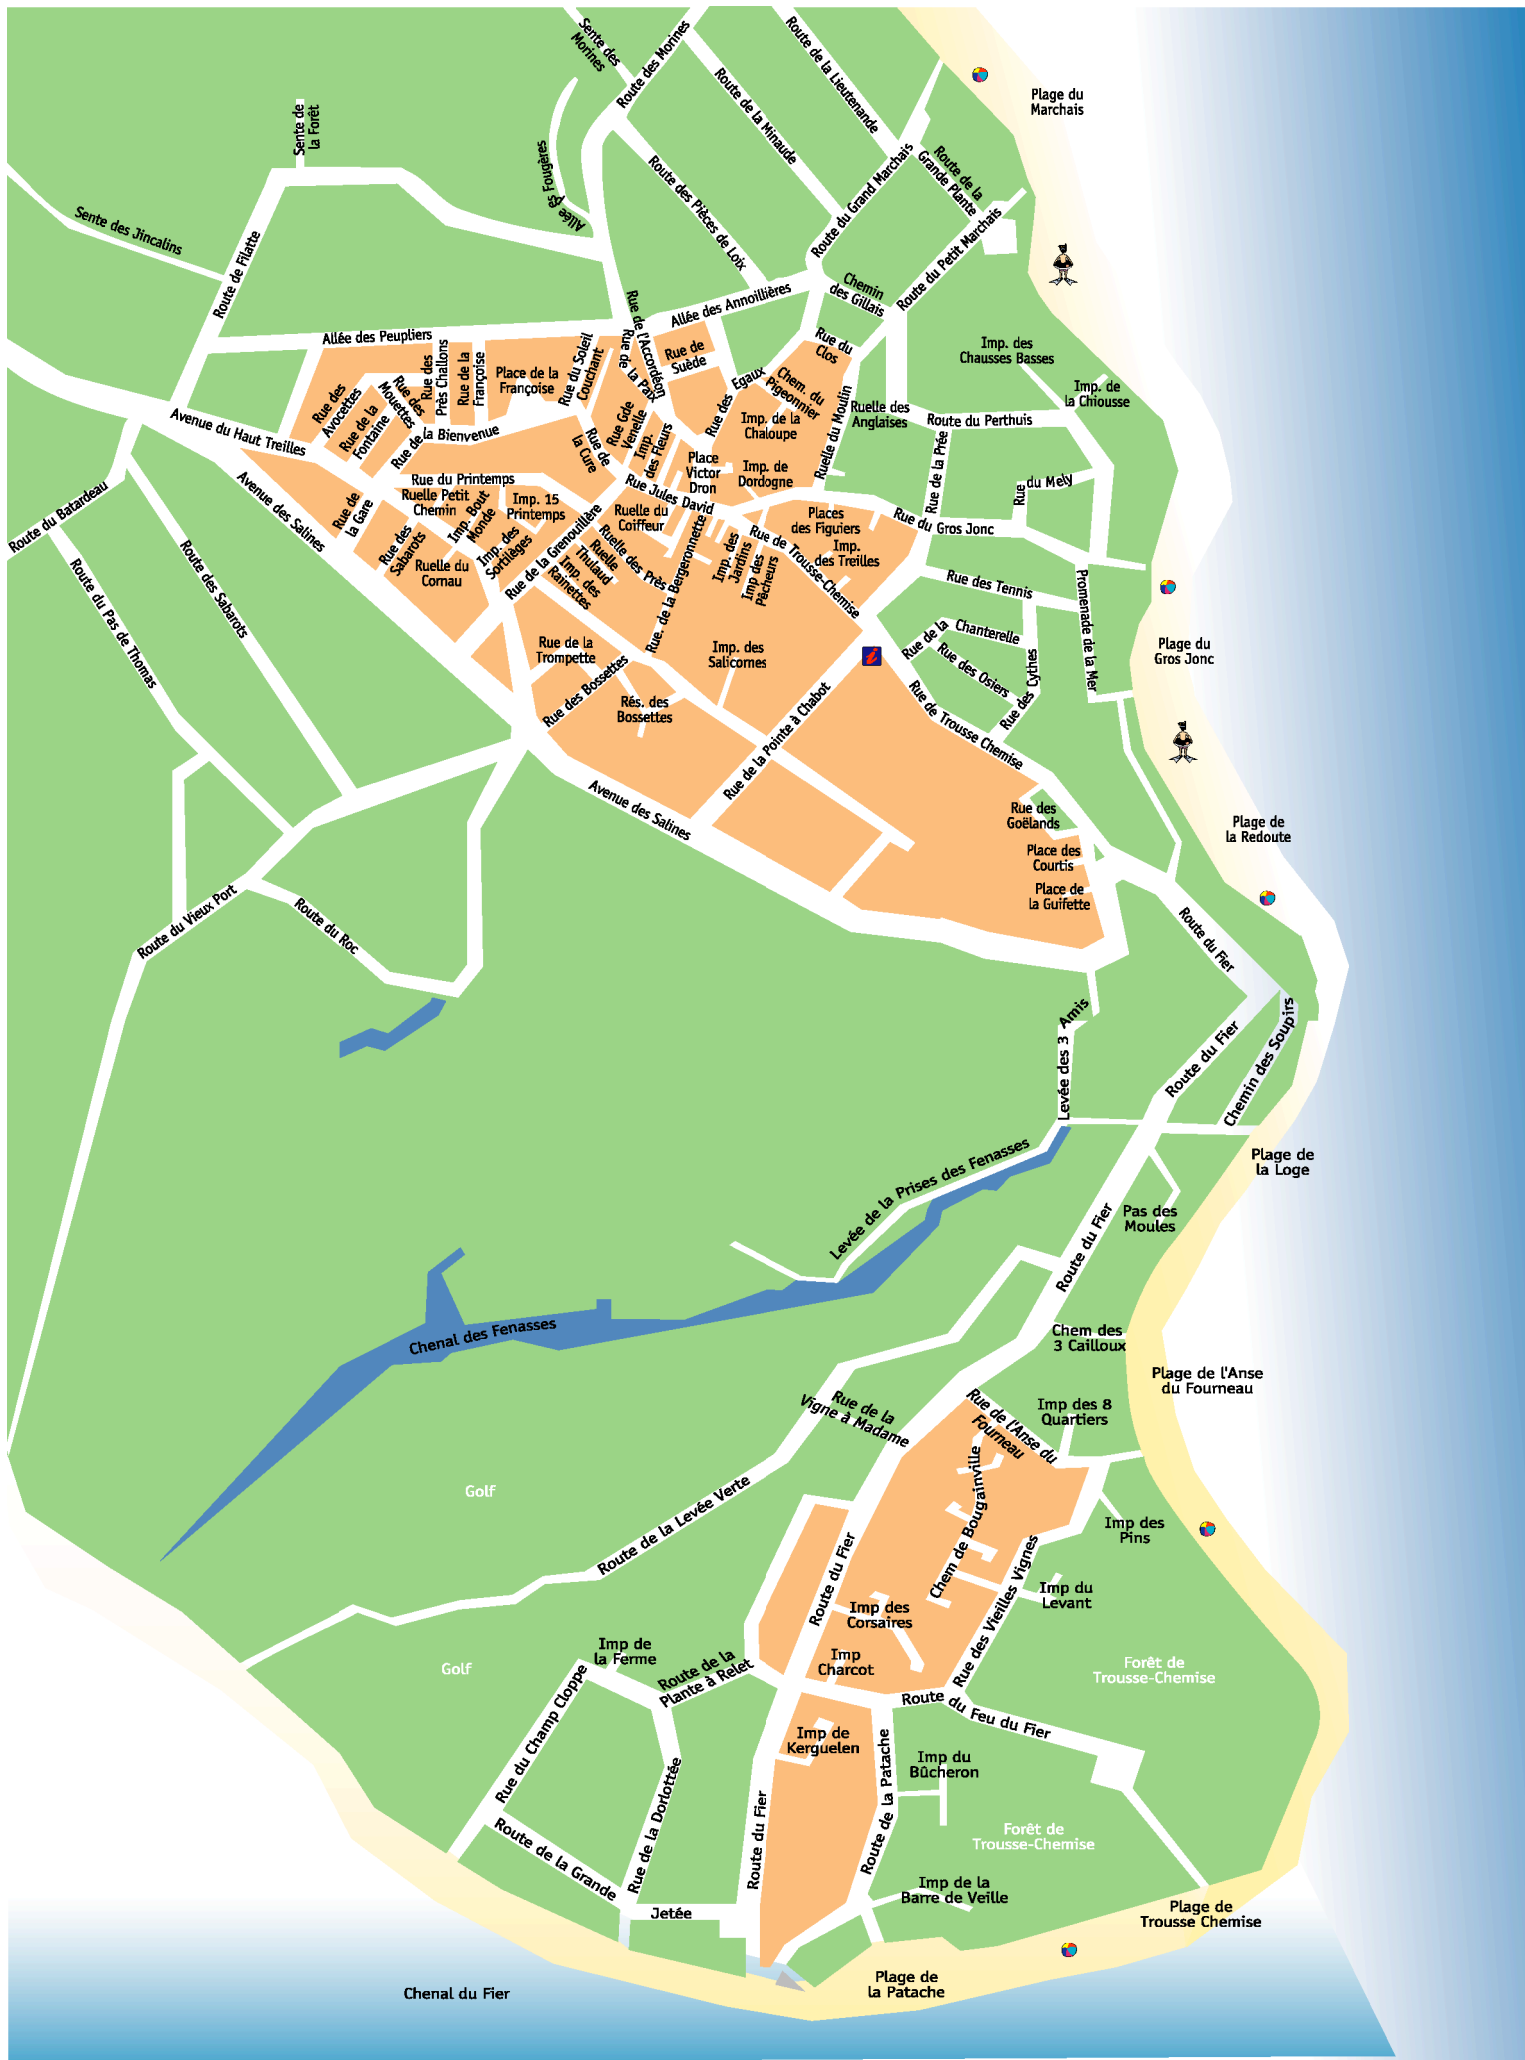 Sente des
Morines
Route des Morines
Route de la Lieutenande
Plage du
Marchais
Route de la Minaude
Sente de
la Forêt
Allée des Fougères
Route des Pièces de Loix
Route du Grand Marchais
Route de la
Grande Plante
Sente des Jincalins
Route de Filatte
Route du Petit Marchais
Chemin
des Gillais
Allée des Annoillières
Allée des Peupliers
Rue de l'Accordéon
Rue de
la Paix
Rue de
Suède
Rue du
Clos
Imp. des
Chausses Basses
Imp. de
la Chiousse
Rue des
Près Challons
Rue de la
Françoise
Place de la
Françoise
Rue du Soleil
Couchant
Rue des
Avocettes
Rue des
Mouettes
Rue de la
Fontaine
Rue de la Bienvenue
Rue des Egaux
Chem. du
Pigeonnier
Imp. de la
Chaloupe
Ruelle du Moulin
Ruelle des
Anglaises
Route du Perthuis
Avenue du Haut Treilles
Rue de
la Cure
Rue Gde
Venelle
Imp.
des Fleurs
Place
Victor
Dron
Imp. de
Dordogne
Rue de la Prée
Rue du Mely
Rue du Printemps
Ruelle Petit
Chemin
Imp. Bout
Monde
Imp. 15
Printemps
Rue Jules David
Ruelle du
Coiffeur
Places
des Figuiers
Rue du Gros Jonc
Route du Batardeau
Avenue des Salines
Rue de
la Gare
Rue des
Sabarots
Ruelle du
Cornau
Imp. des
Sortilèges
Rue de la Grenouillère
Ruelle des Près
Ruelle
Thulaud
Imp. des
Rainettes
Rue. de la Bergeronnette
Imp. des
Jardins
Imp des
Pêcheurs
Rue de Trousse-Chemise
Imp.
des Treilles
Route des Sabarots
Route du Pas de Thomas
Rue des Tennis
Promenade de la Mer
Plage du
Gros Jonc
Rue de la Chanterelle
Rue des Osiers
Rue des Cythes
Rue de la
Trompette
Rue des Bossettes
Rés. des
Bossettes
Imp. des
Salicornes
Rue de la Pointe à Chabot
Rue de Trousse Chemise
Avenue des Salines
Rue des
Goëlands
Place des
Courtis
Place de
la Guifette
Plage de
la Redoute
Route du Vieux Port
Route du Roc
Route du Fier
Route du Fier
Chemin des Soupirs
Levée des 3 Amis
Levée de la Prises des Fenasses
Plage de
la Loge
Pas des
Moules
Route du Fier
Chenal des Fenasses
Chem des
3 Cailloux
Plage de l'Anse
du Fourneau
Rue de la
Vigne à Madame
Rue de l'Anse du
Fourneau
Imp des 8
Quartiers
Golf
Route de la Levée Verte
Chem de Bougainville
Imp des
Pins
Route du Fier
Rue des Vieilles Vignes
Imp du
Levant
Imp des
Corsaires
Imp
Charcot
Golf
Imp de
la Ferme
Route de la
Plante à Relet
Forêt de
Trousse-Chemise
Rue du Champ Cloppe
Route du Feu du Fier
Imp de
Kerguelen
Imp du
Bûcheron
Rue de la Dorlottée
Route du Fier
Route de la Patache
Forêt de
Trousse-Chemise
Route de la Grande
Jetée
Imp de la
Barre de Veille
Plage de
Trousse Chemise
Plage de
la Patache
Chenal du Fier